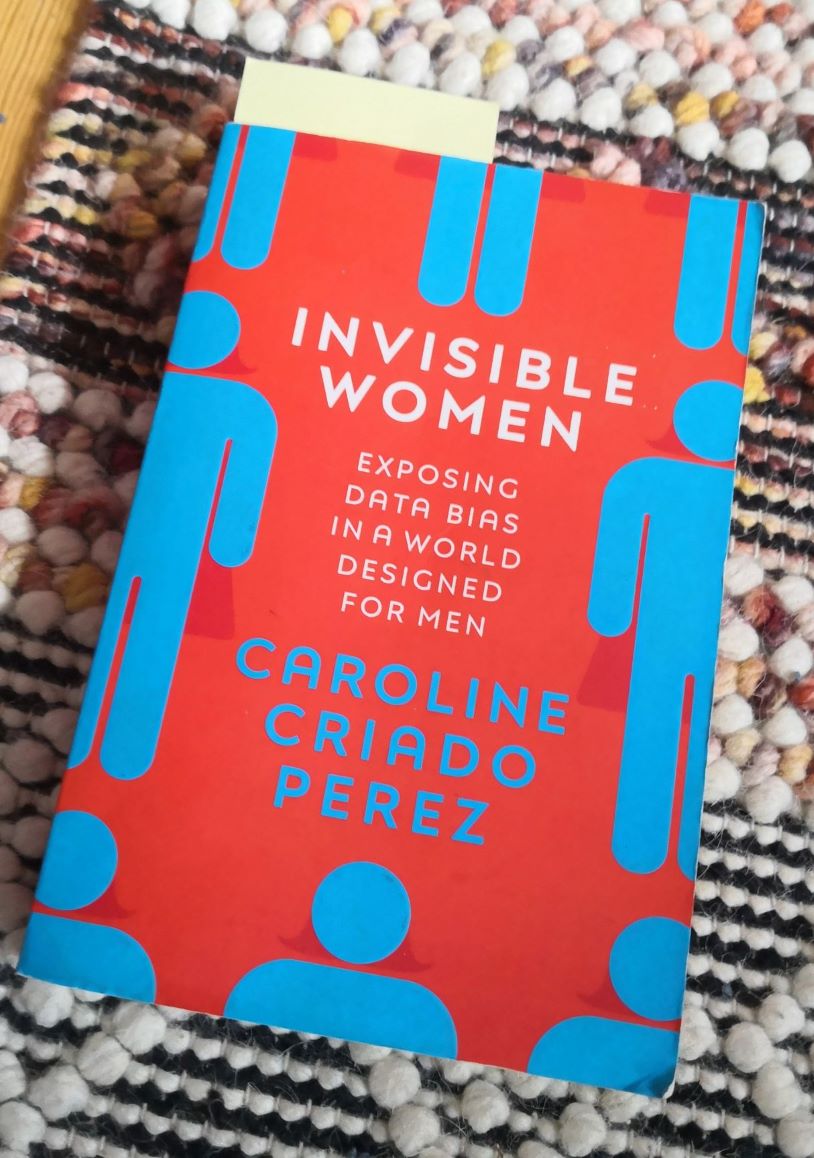 INVISIBLE
WOMEN
EXPOSING
DATA BIAS
IN A WORLD
DESIGNED
FOR MEN
CAROLINE
CRIADO
PEREZ